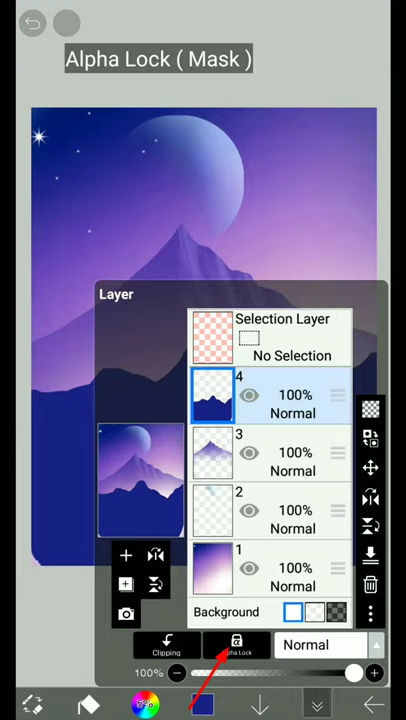 Alpha Lock ( Mask )
Layer
Selection Layer
No Selection
4
100%
Normal
3
100%
Normal
2
100%
Normal
1
100%
Normal
Background
Clipping
Lock
Normal
100%